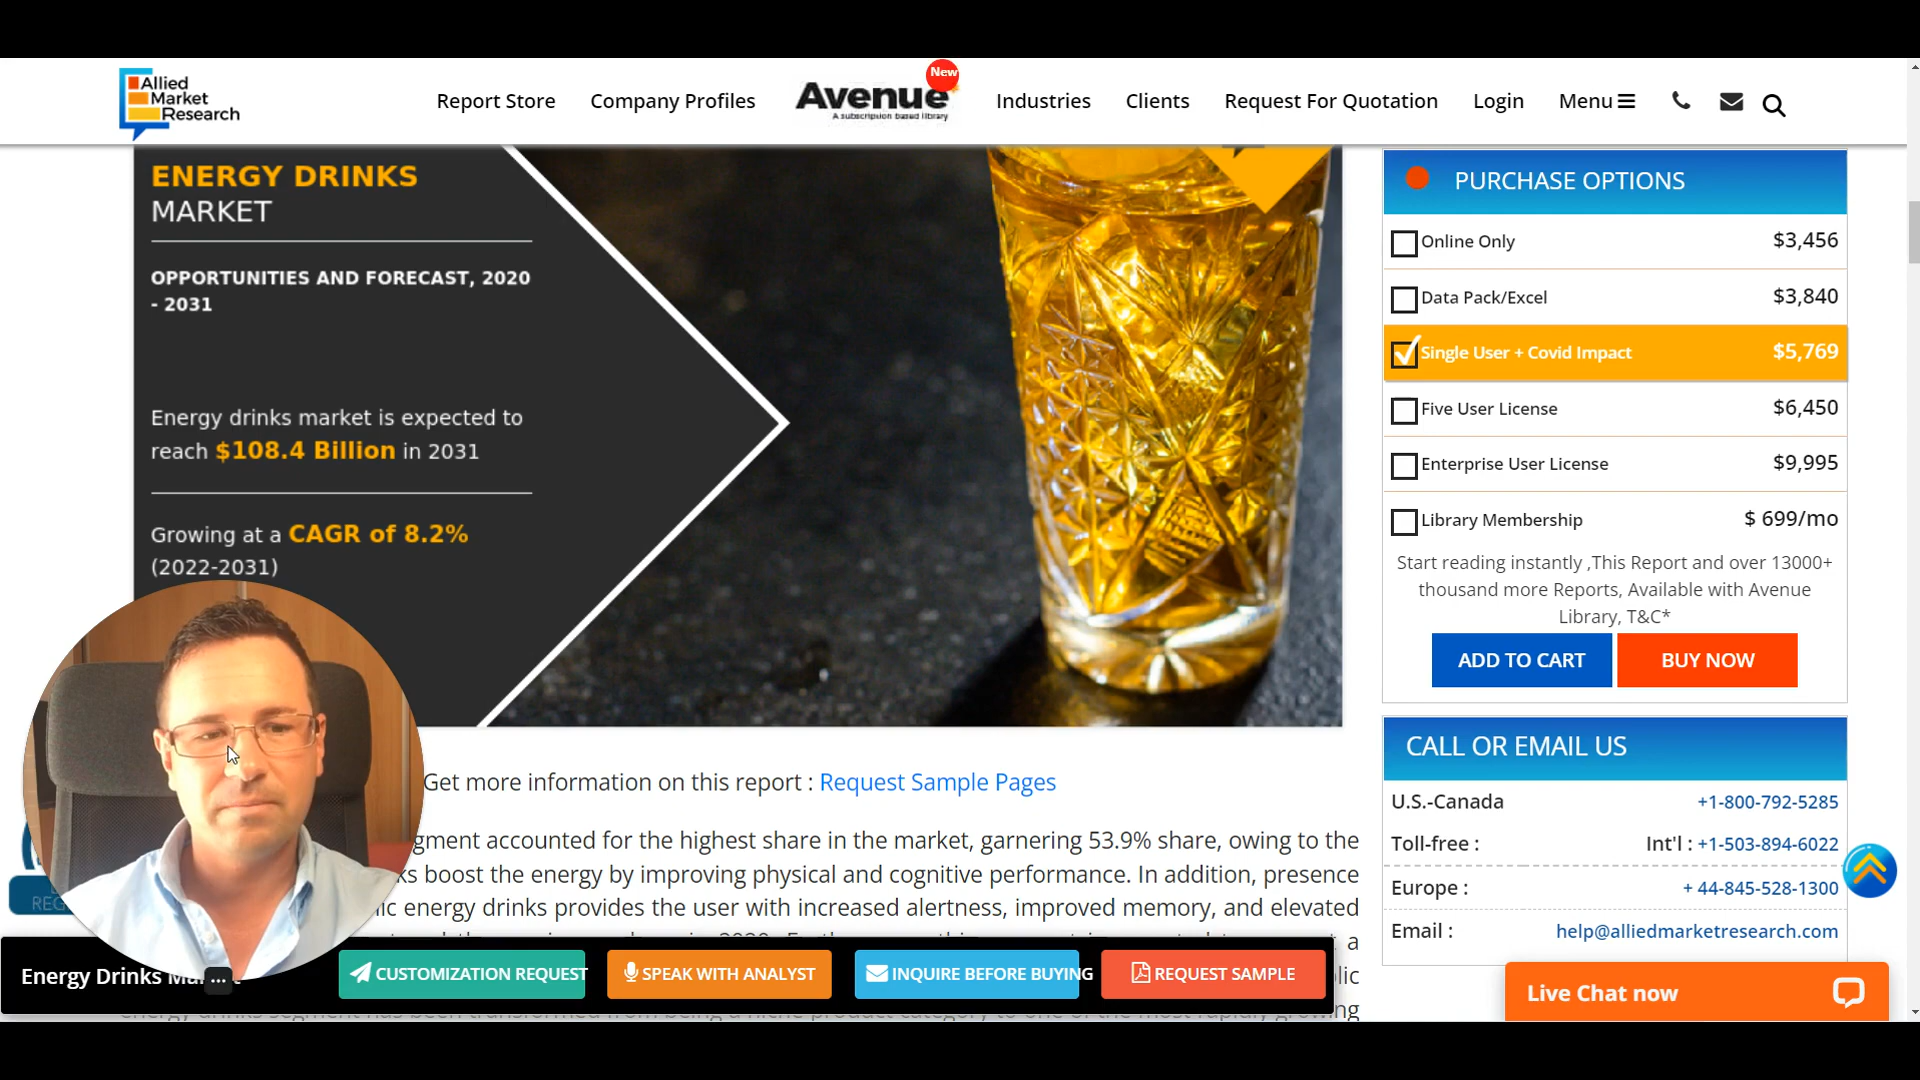 Allied
Market
Research
Report Store
Company Profiles
Avenue
New
A subscription based library
Industries
Clients
Request For Quotation
Login
Menu
ENERGY DRINKS
MARKET
OPPORTUNITIES AND FORECAST, 2020
- 2031
Energy drinks market is expected to
reach $108.4 Billion in 2031
Growing at a CAGR of 8.2%
(2022-2031)
PURCHASE OPTIONS
Online Only $3,456
Data Pack/Excel $3,840
Single User + Covid Impact $5,769
Five User License $6,450
Enterprise User License $9,995
Library Membership $ 699/mo
Start reading instantly ,This Report and over 13000+
thousand more Reports, Available with Avenue
Library, T&C*
ADD TO CART
BUY NOW
CALL OR EMAIL US
U.S.-Canada +1-800-792-5285
Toll-free : Int'l : +1-503-894-6022
Europe : + 44-845-528-1300
Email : help@alliedmarketresearch.com
Get more information on this report : Request Sample Pages
accounted for the highest share in the market, garnering 53.9% share, owing to the
boost the energy by improving physical and cognitive performance. In addition, presence
energy drinks provides the user with increased alertness, improved memory, and elevated
a
Energy Drinks
...
CUSTOMIZATION REQUEST
SPEAK WITH ANALYST
INQUIRE BEFORE BUYING
REQUEST SAMPLE
Live Chat now